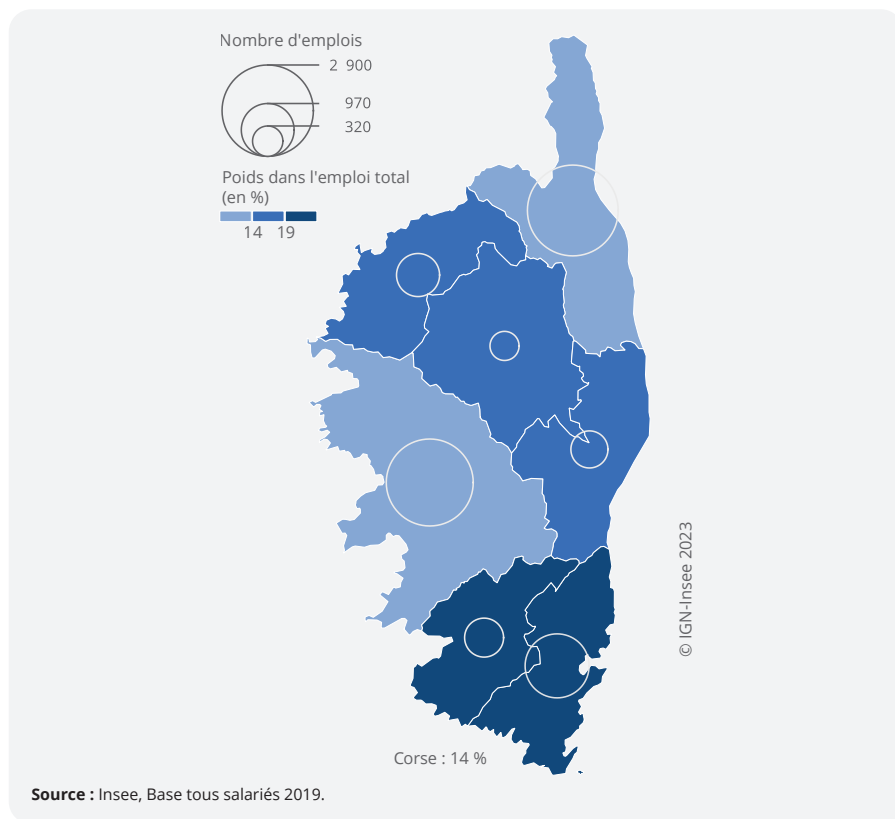 Nombre d'emplois
2 900
970
320
Poids dans l'emploi total
(en %)
14 19
© IGN-Insee 2023
Corse : 14 %
Source : Insee, Base tous salariés 2019.